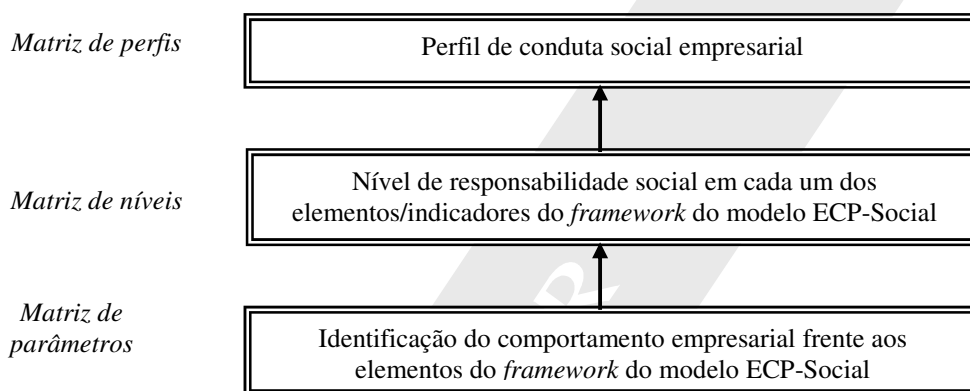 Matriz de perfis
Perfil de conduta social empresarial
Matriz de níveis
Nível de responsabilidade social em cada um dos
elementos/indicadores do framework do modelo ECP-Social
Matriz de
parâmetros
Identificação do comportamento empresarial frente aos
elementos do framework do modelo ECP-Social
R